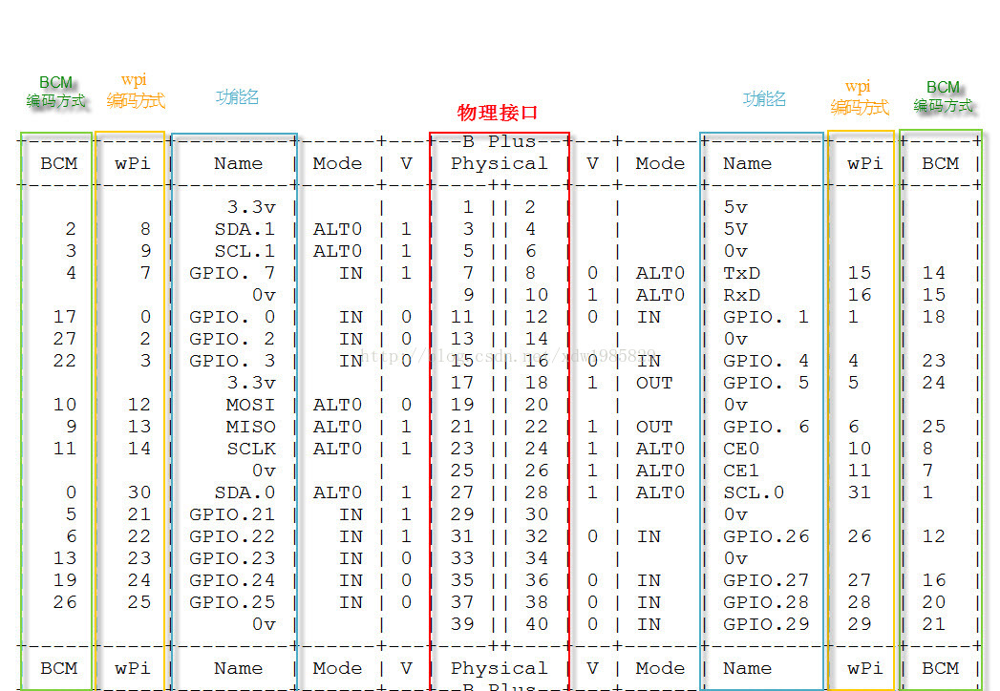 BCM wpi 功能名 物理接口 功能名 wpi BCM
编码方式 编码方式 编码方式 编码方式
+-----+-----+---------+------+---+---B Plus--+---+------+---------+-----+-----+
| BCM | wPi | Name | Mode | V | Physical | V | Mode | Name | wPi | BCM |
+-----+-----+---------+------+---+----++----+---+------+---------+-----+-----+
| | | 3.3v | | | 1 || 2 | | | 5v | | |
| 2 | 8 | SDA.1 | ALT0 | 1 | 3 || 4 | | | 5V | | |
| 3 | 9 | SCL.1 | ALT0 | 1 | 5 || 6 | | | 0v | | |
| 4 | 7 | GPIO. 7 | IN | 1 | 7 || 8 | 0 | ALT0 | TxD | 15 | 14 |
| | | 0v | | | 9 || 10 | 1 | ALT0 | RxD | 16 | 15 |
| 17 | 0 | GPIO. 0 | IN | 0 | 11 || 12 | 0 | IN | GPIO. 1 | 1 | 18 |
| 27 | 2 | GPIO. 2 | IN | 0 | 13 || 14 | | | 0v | | |
| 22 | 3 | GPIO. 3 | IN | 0 | 15 || 16 | 0 | IN | GPIO. 4 | 4 | 23 |
| | | 3.3v | | | 17 || 18 | 1 | OUT | GPIO. 5 | 5 | 24 |
| 10 | 12 | MOSI | ALT0 | 0 | 19 || 20 | | | 0v | | |
| 9 | 13 | MISO | ALT0 | 1 | 21 || 22 | 1 | OUT | GPIO. 6 | 6 | 25 |
| 11 | 14 | SCLK | ALT0 | 1 | 23 || 24 | 1 | ALT0 | CE0 | 10 | 8 |
| | | 0v | | | 25 || 26 | 1 | ALT0 | CE1 | 11 | 7 |
| 0 | 30 | SDA.0 | ALT0 | 1 | 27 || 28 | 1 | ALT0 | SCL.0 | 31 | 1 |
| 5 | 21 | GPIO.21 | IN | 1 | 29 || 30 | | | 0v | | |
| 6 | 22 | GPIO.22 | IN | 1 | 31 || 32 | 0 | IN | GPIO.26 | 26 | 12 |
| 13 | 23 | GPIO.23 | IN | 0 | 33 || 34 | | | 0v | | |
| 19 | 24 | GPIO.24 | IN | 0 | 35 || 36 | 0 | IN | GPIO.27 | 27 | 16 |
| 26 | 25 | GPIO.25 | IN | 0 | 37 || 38 | 0 | IN | GPIO.28 | 28 | 20 |
| | | 0v | | | 39 || 40 | 0 | IN | GPIO.29 | 29 | 21 |
+-----+-----+---------+------+---+----++----+---+------+---------+-----+-----+
| BCM | wPi | Name | Mode | V | Physical | V | Mode | Name | wPi | BCM |
+-----+-----+---------+------+---+---B Plus--+---+------+---------+-----+-----+